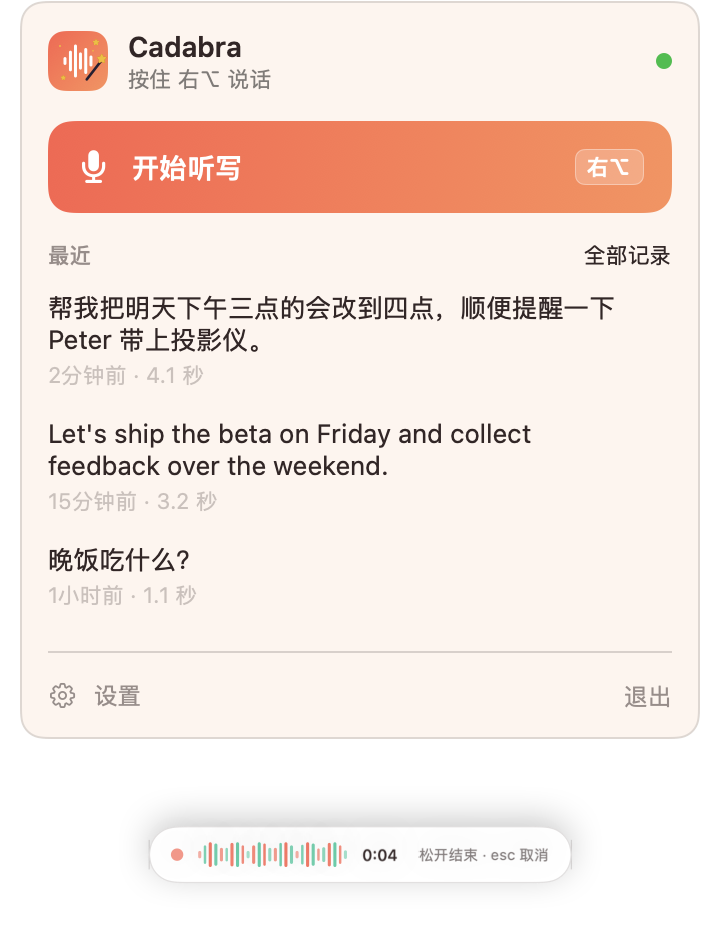 Cadabra
按住 右⌥ 说话
开始听写
右⌥
最近
全部记录
帮我把明天下午三点的会改到四点，顺便提醒一下
Peter 带上投影仪。
2分钟前 · 4.1 秒
Let's ship the beta on Friday and collect
feedback over the weekend.
15分钟前 · 3.2 秒
晚饭吃什么?
1小时前 · 1.1 秒
设置
退出
0:04
松开结束 · esc 取消